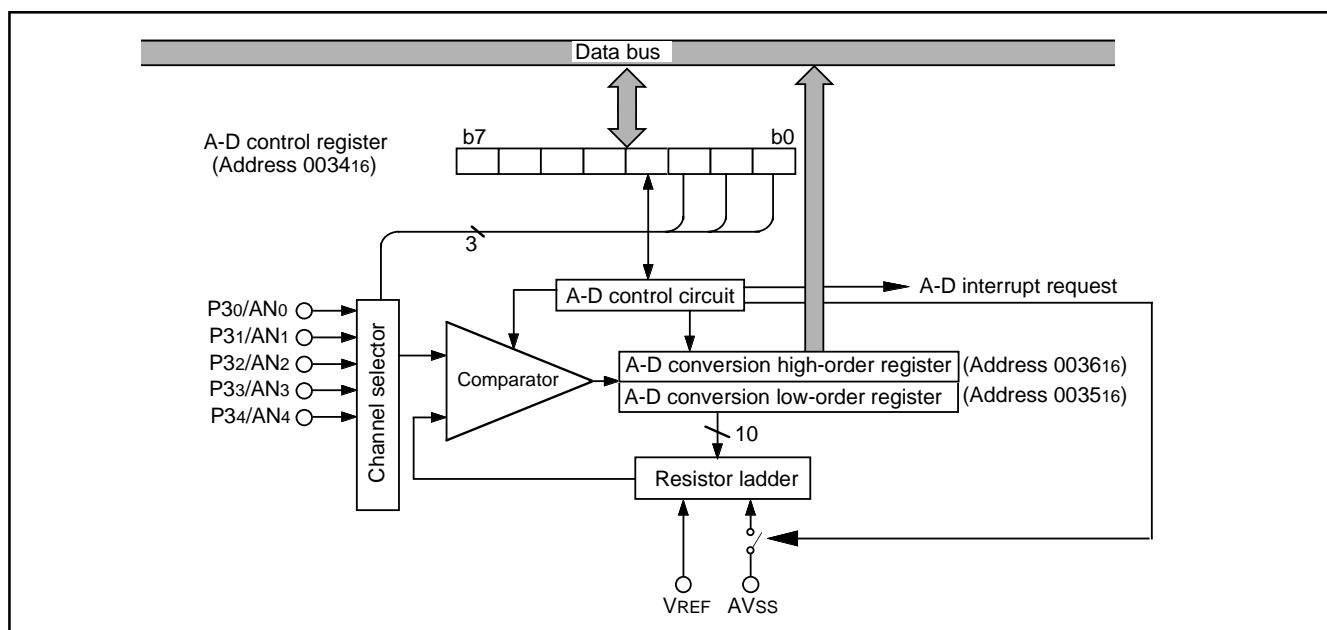 Data bus
b7
b0
A-D control register
(Address 003416)
3
A-D control circuit
A-D interrupt request
P30/AN0
P31/AN1
P32/AN2
P33/AN3
P34/AN4
Channel selector
Comparator
A-D conversion high-order register
(Address 003616)
A-D conversion low-order register
(Address 003516)
10
Resistor ladder
VREF
AVSS